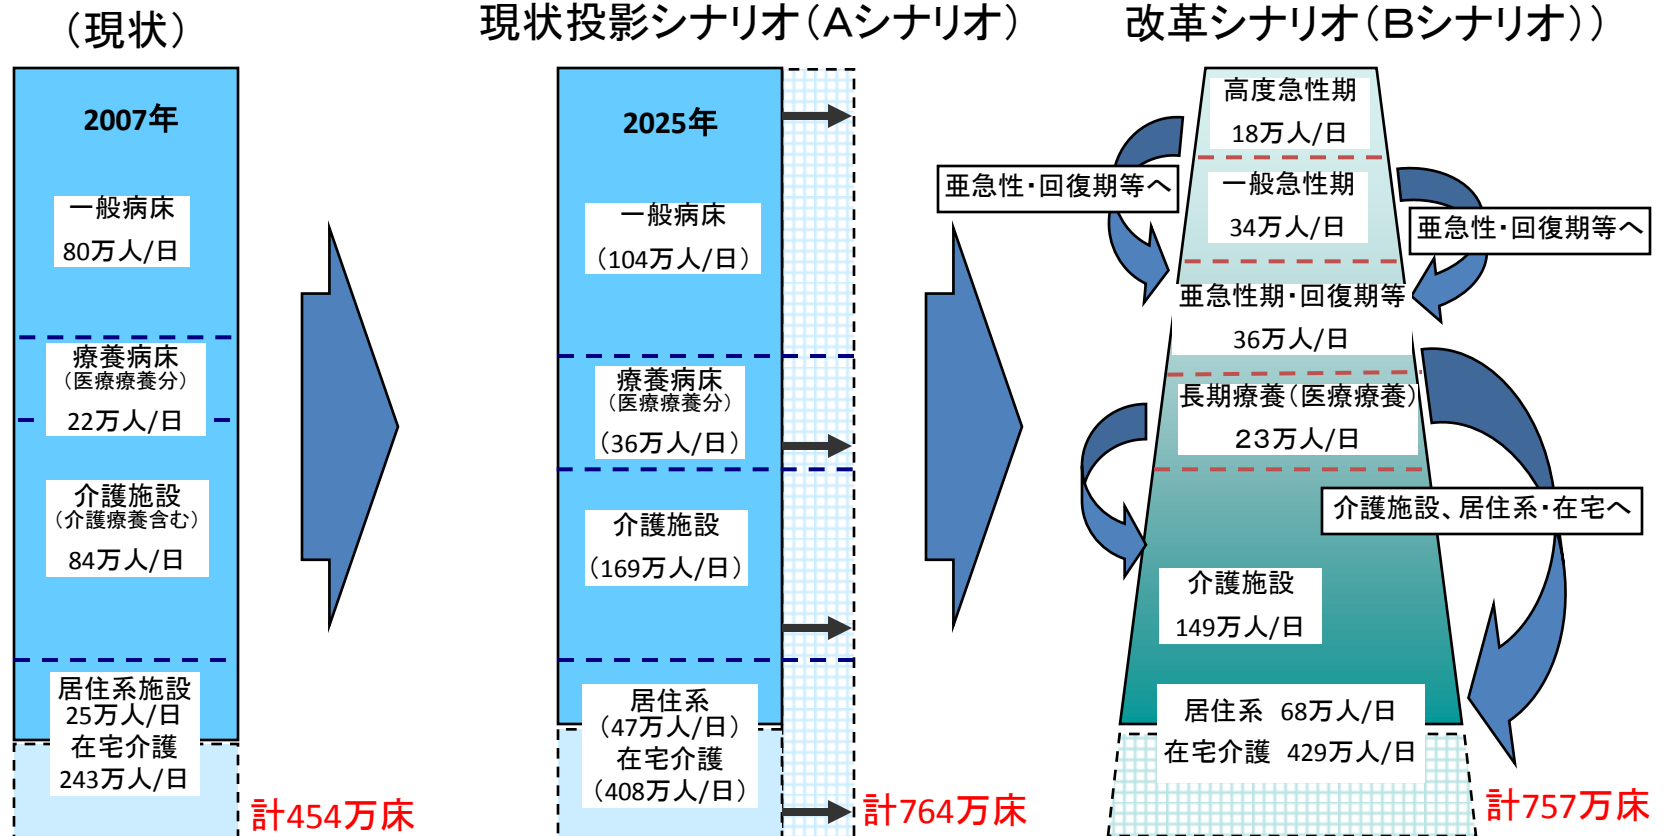 （現状）
2007年
一般病床
80万人/日
療養病床
（医療療養分）
22万人/日
介護施設
（介護療養含む）
84万人/日
居住系施設
25万人/日
在宅介護
243万人/日
計454万床
現状投影シナリオ（Aシナリオ）
2025年
一般病床
（104万人/日）
療養病床
（医療療養分）
（36万人/日）
介護施設
（169万人/日）
居住系
（47万人/日）
在宅介護
（408万人/日）
計764万床
改革シナリオ（Bシナリオ））
高度急性期
18万人/日
亜急性・回復期等へ
一般急性期
34万人/日
亜急性・回復期等へ
亜急性期・回復期等
36万人/日
長期療養（医療療養）
２３万人/日
介護施設、居住系・在宅へ
介護施設
149万人/日
居住系 68万人/日
在宅介護 429万人/日
計757万床